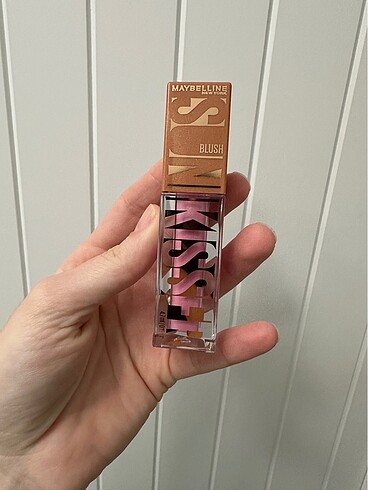 MAYBELLINE
NEW YORK
SUN
BLUSH
KISSER